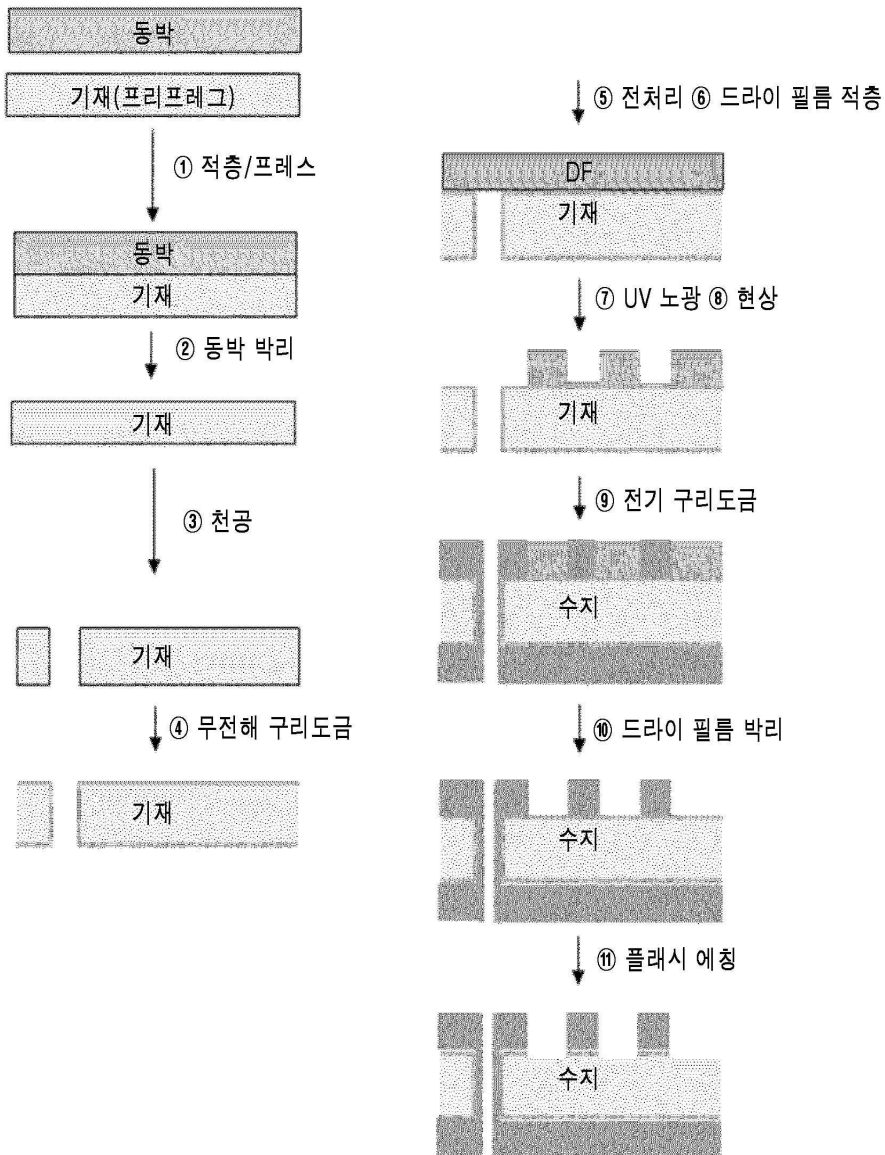 동박
기재(프리프레그)
① 적층/프레스
동박
기재
② 동박 박리
기재
③ 천공
기재
④ 무전해 구리도금
기재
⑤ 전처리 ⑥ 드라이 필름 적층
DF
기재
⑦ UV 노광 ⑧ 현상
기재
⑨ 전기 구리도금
수지
⑩ 드라이 필름 박리
수지
⑪ 플래시 에칭
수지